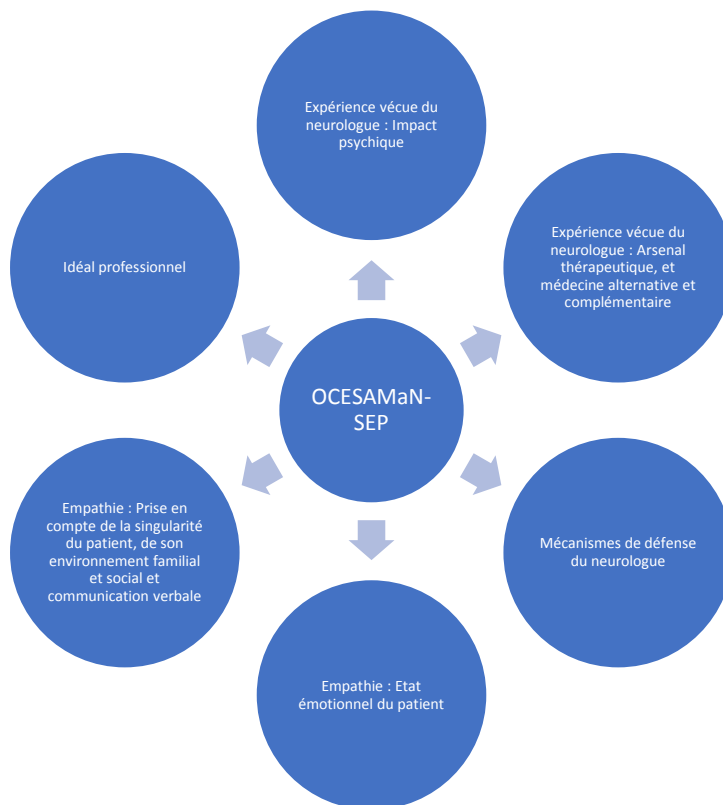 Expérience vécue du
neurologue : Impact
psychique
Expérience vécue du
neurologue : Arsenal
thérapeutique, et
médecine alternative et
complémentaire
Mécanismes de défense
du neurologue
Empathie : Etat
émotionnel du patient
Empathie : Prise en
compte de la singularité
du patient, de son
environnement familial
et social et
communication verbale
Idéal professionnel
OCESAMaN-
SEP